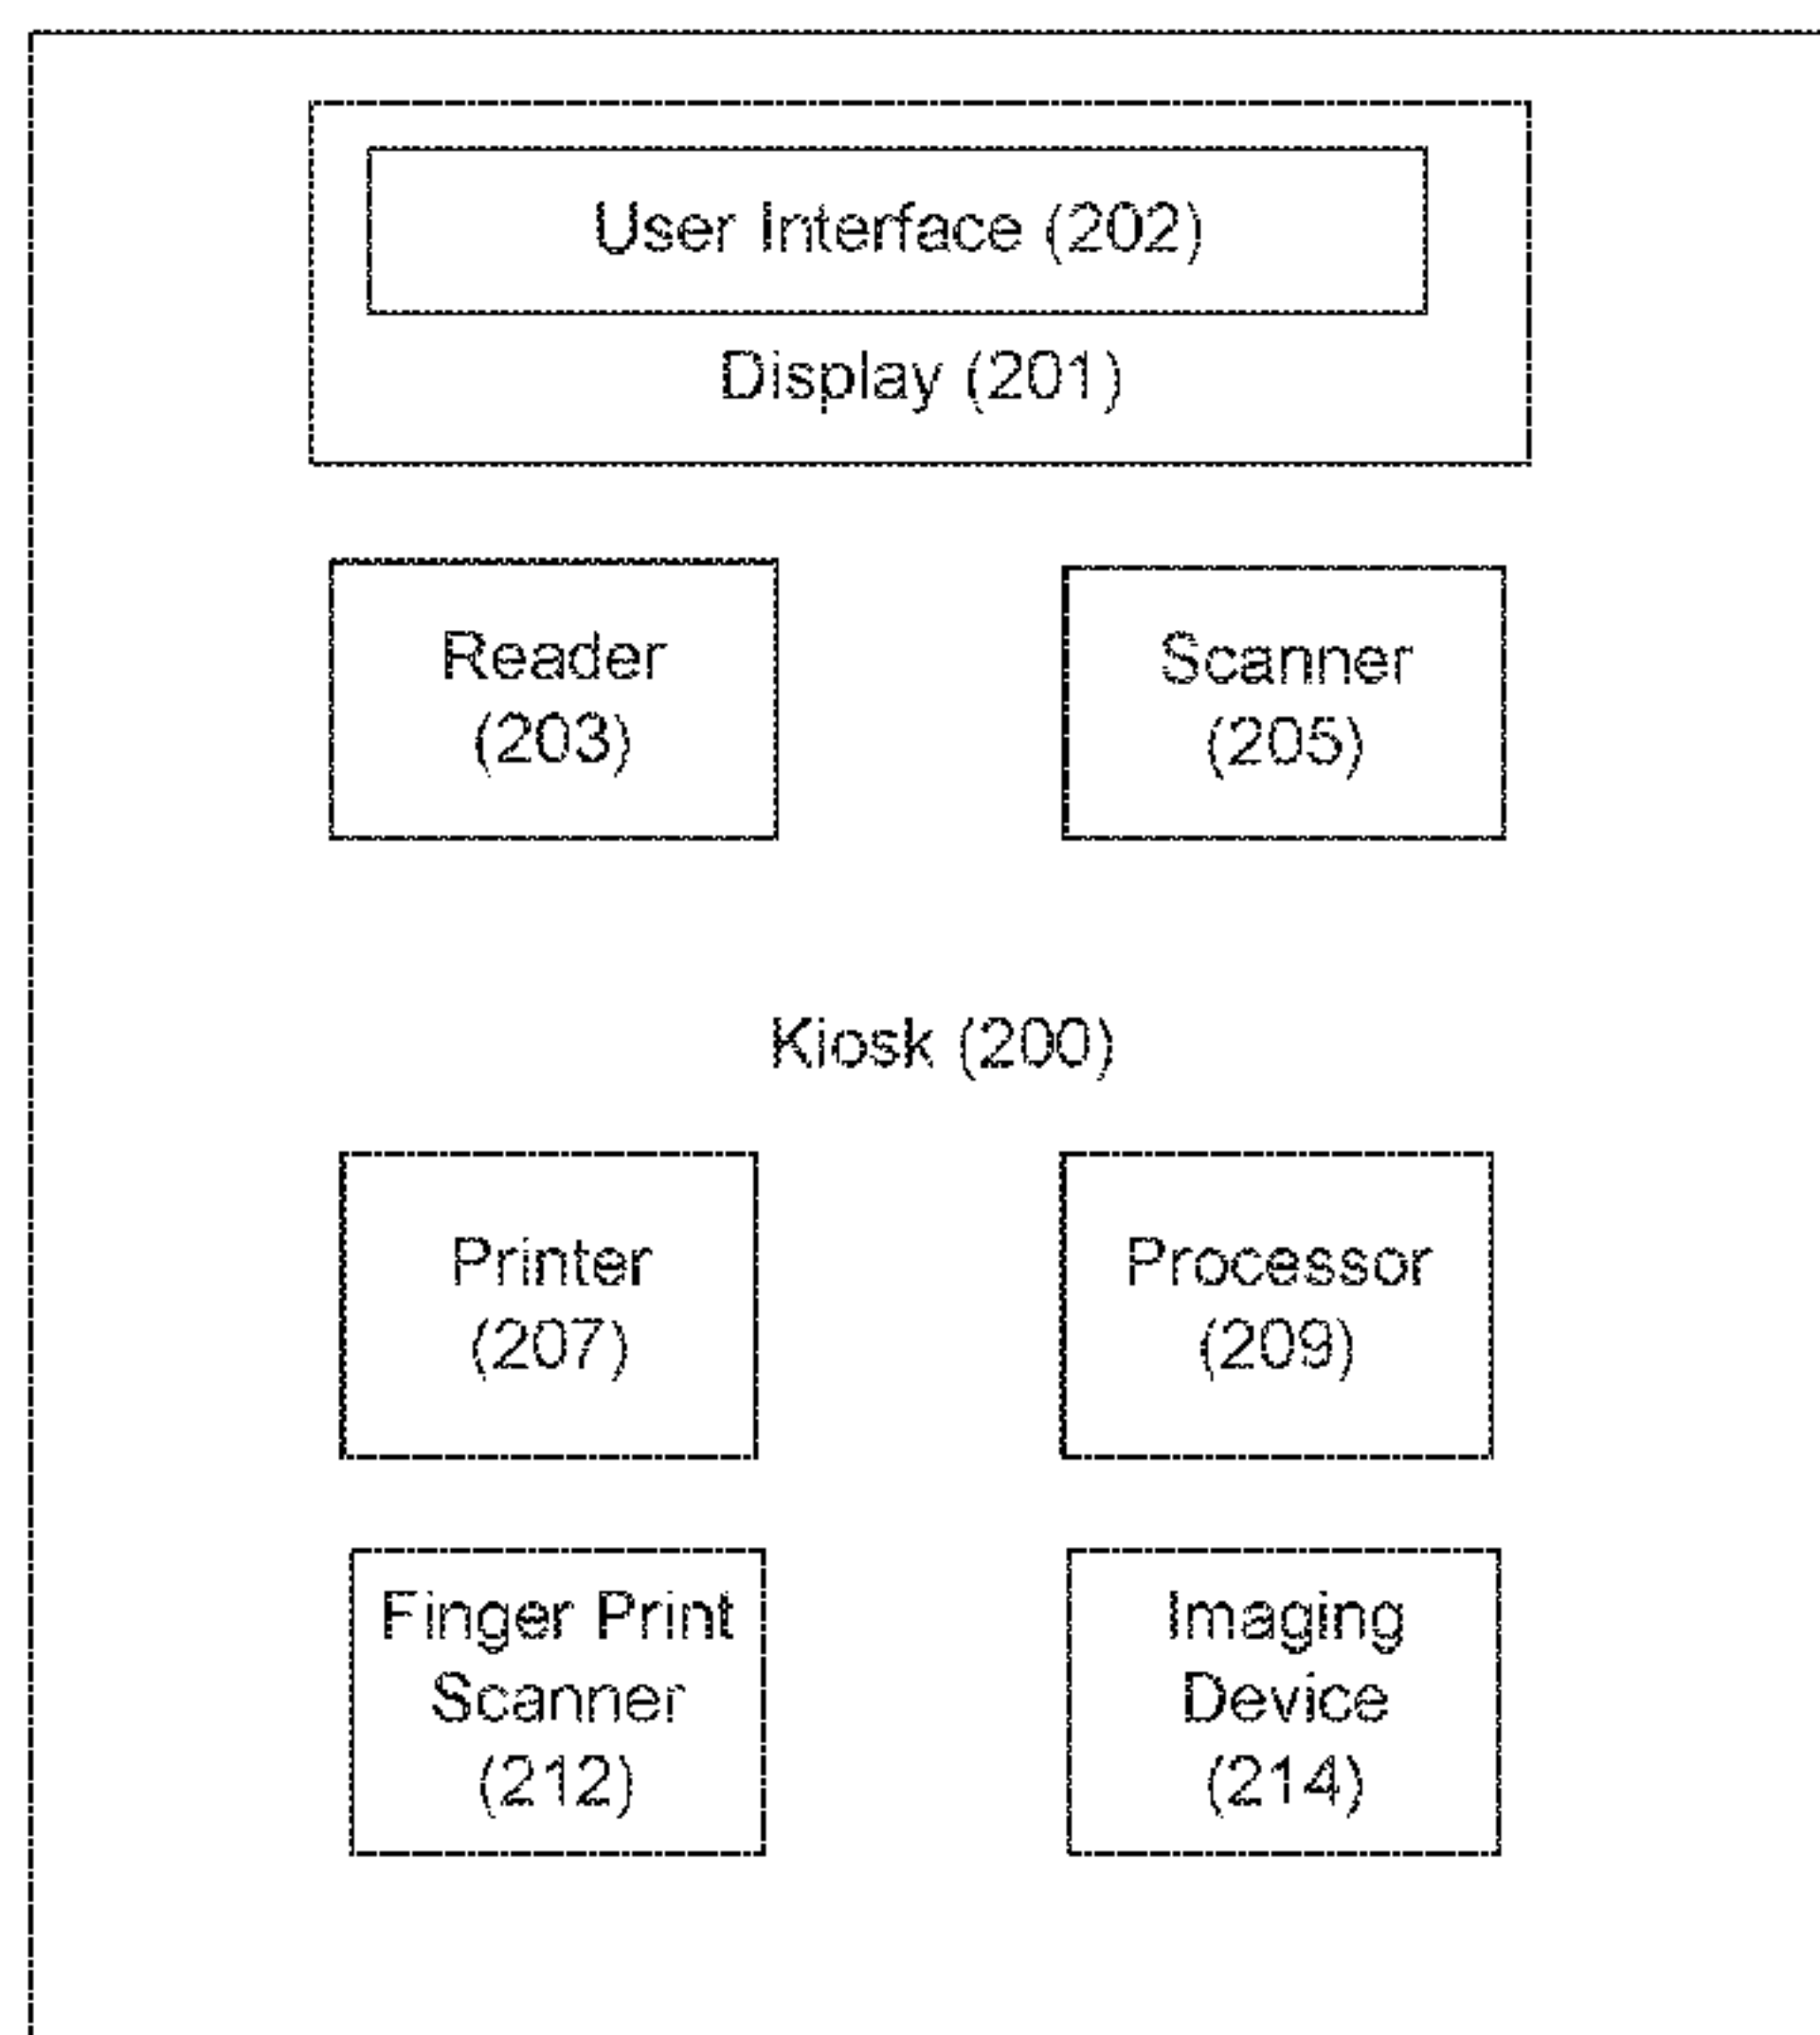 User Interface (202)
Display (201)
Reader
(203)
Scanner
(205)
Kiosk (200)
Printer
(207)
Processor
(209)
Finger Print
Scanner
(212)
Imaging
Device
(214)